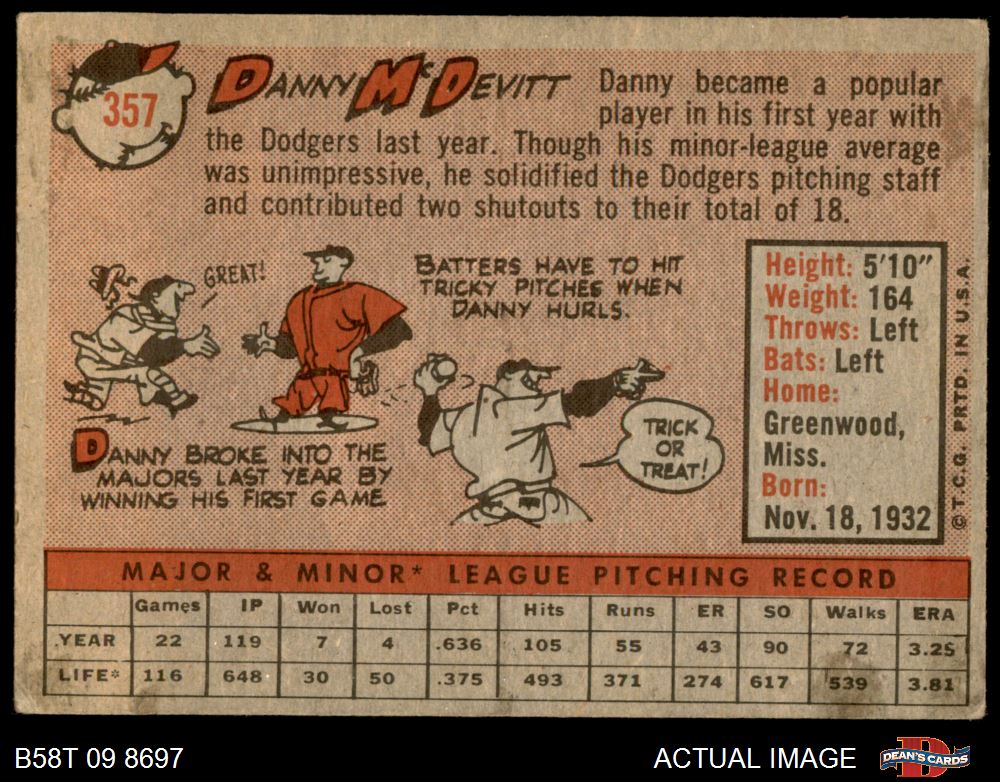 357
DANNY McDEVITT
Danny became a popular
player in his first year with
the Dodgers last year. Though his minor-league average
was unimpressive, he solidified the Dodgers pitching staff
and contributed two shutouts to their total of 18.
GREAT!
BATTERS HAVE TO HIT
TRICKY PITCHES WHEN
DANNY HURLS.
DANNY BROKE INTO THE
MAJORS LAST YEAR BY
WINNING HIS FIRST GAME
TRICK
OR
TREAT!
Height: 5'10"
Weight: 164
Throws: Left
Bats: Left
Home:
Greenwood,
Miss.
Born:
Nov. 18, 1932
© T.C.G. PRTD. IN U.S.A.
MAJOR & MINOR* LEAGUE PITCHING RECORD
Games IP Won Lost Pct Hits Runs ER SO Walks ERA
YEAR 22 119 7 4 .636 105 55 43 90 72 3.25
LIFE* 116 648 30 50 .375 493 371 274 617 539 3.81
B58T 09 8697
ACTUAL IMAGE
DEAN'S CARDS